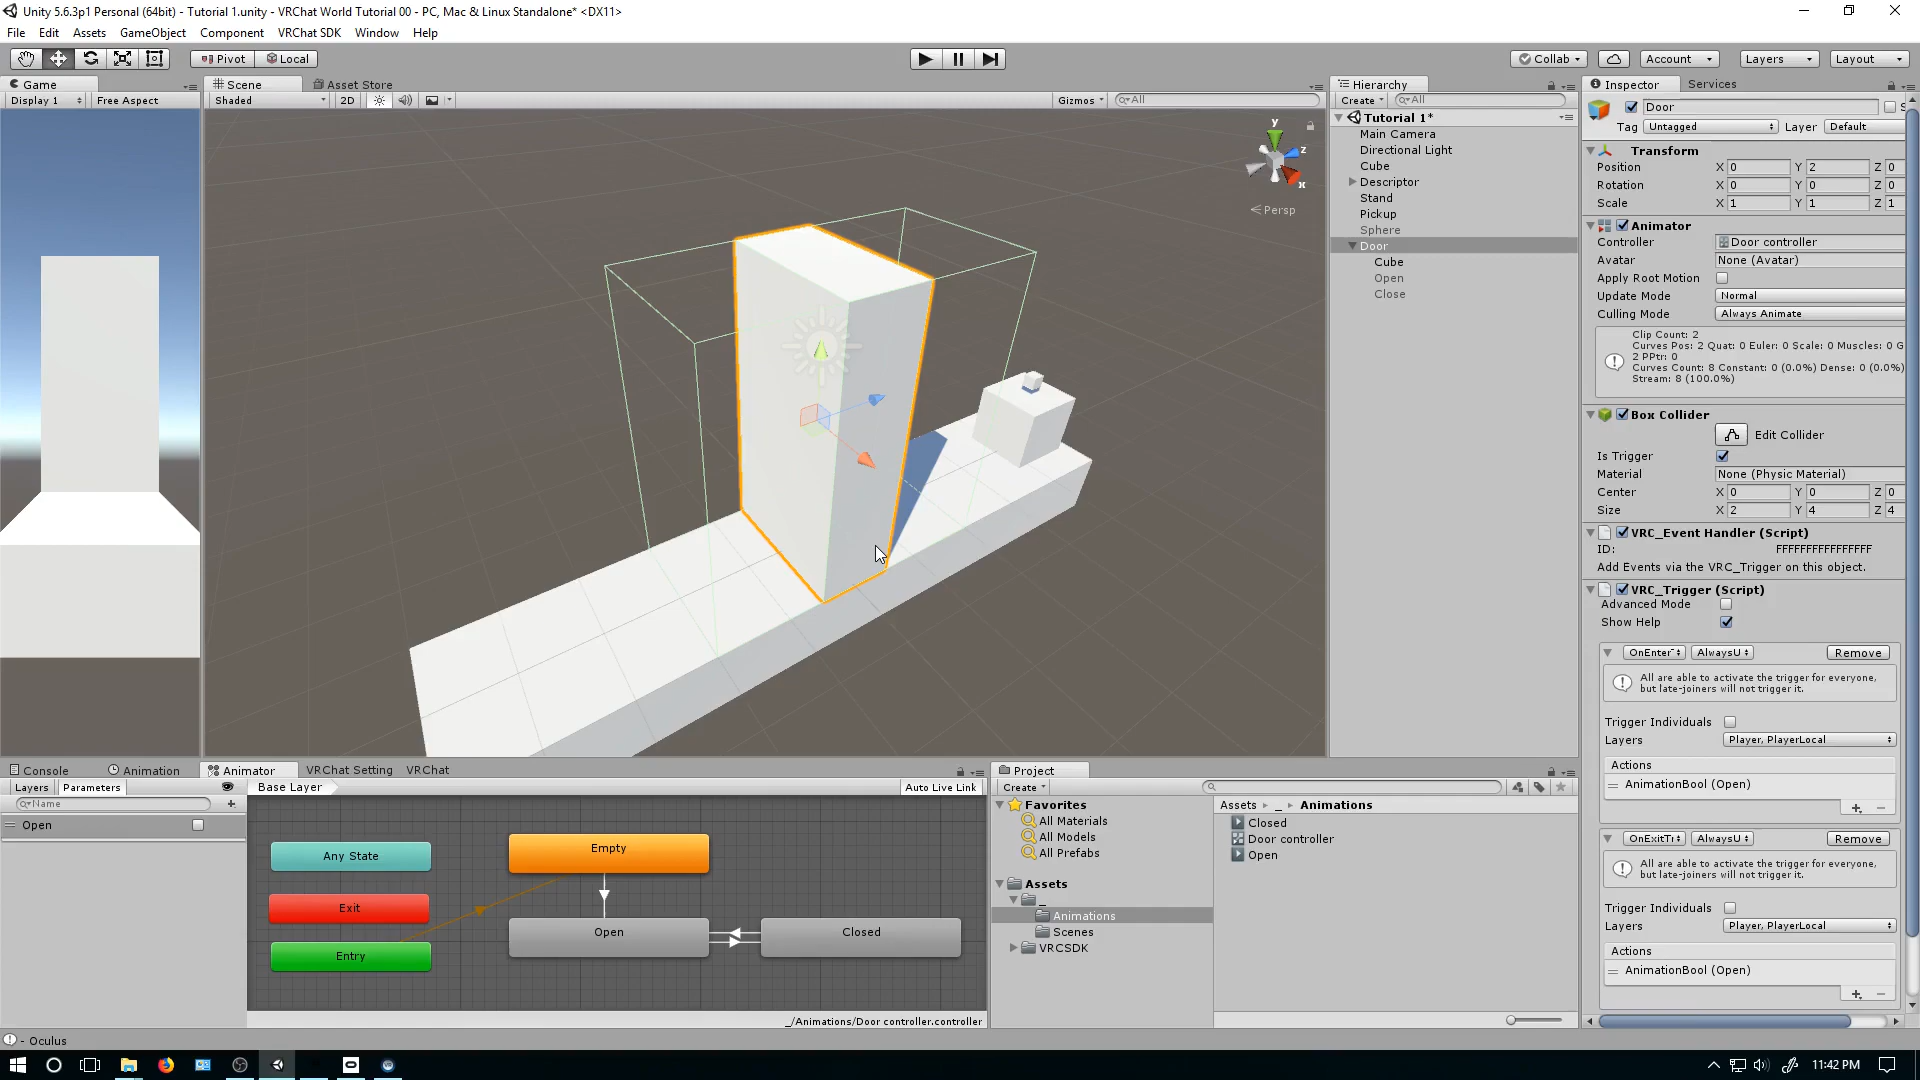 Unity 5.6.3p1 Personal (64bit) - Tutorial 1.unity - VRChat World Tutorial 00 - PC, Mac & Linux Standalone* <DX11>
File Edit Assets GameObject Component VRChat SDK Window Help
Pivot Local
Collab Account Layers Layout
Game
Display 1 Free Aspect
Scene Asset Store
Shaded 2D Gizmos All
y
z
x
Persp
Hierarchy
Create All
Tutorial 1*
Main Camera
Directional Light
Cube
Descriptor
Stand
Pickup
Sphere
Door
Cube
Open
Close
Inspector Services
Door
Tag Untagged Layer Default
Transform
Position X 0 Y 2 Z 0
Rotation X 0 Y 0 Z 0
Scale X 1 Y 1 Z 1
Animator
Controller Door controller
Avatar None (Avatar)
Apply Root Motion
Update Mode Normal
Culling Mode Always Animate
Clip Count: 2
Curves Pos: 2 Quat: 0 Euler: 0 Scale: 0 Muscles: 0 G
2 PPtr: 0
Curves Count: 8 Constant: 0 (0.0%) Dense: 0 (0.0%)
Stream: 8 (100.0%)
Box Collider
Edit Collider
Is Trigger
Material None (Physic Material)
Center X 0 Y 0 Z 0
Size X 2 Y 4 Z 4
VRC_Event Handler (Script)
ID: FFFFFFFFFFFFFFFF
Add Events via the VRC_Trigger on this object.
VRC_Trigger (Script)
Advanced Mode
Show Help
OnEnterT AlwaysU Remove
All are able to activate the trigger for everyone,
but late-joiners will not trigger it.
Trigger Individuals
Layers Player, PlayerLocal
Actions
AnimationBool (Open)
OnExitTr AlwaysU Remove
All are able to activate the trigger for everyone,
but late-joiners will not trigger it.
Trigger Individuals
Layers Player, PlayerLocal
Actions
AnimationBool (Open)
Console Animation Animator VRChat Setting VRChat
Layers Parameters Base Layer Auto Live Link
Name
Open
Any State
Exit
Entry
Empty
Open
Closed
_/Animations/Door controller.controller
Project
Create
Favorites
All Materials
All Models
All Prefabs
Assets
_
Animations
Scenes
VRCSDK
Assets _ Animations
Closed
Door controller
Open
- Oculus
11:42 PM